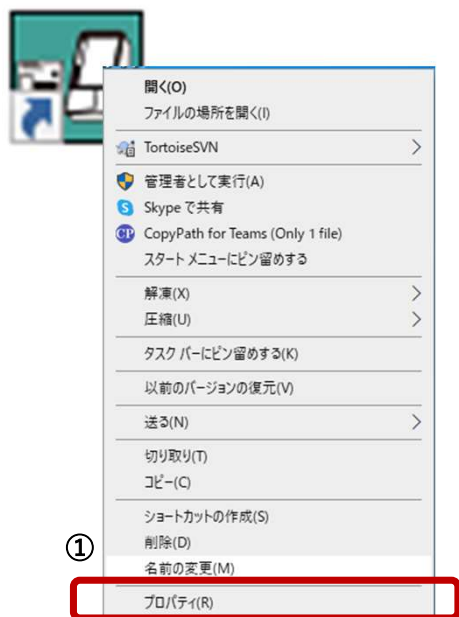 開く(O)
ファイルの場所を開く(I)
TortoiseSVN
管理者として実行(A)
S Skype で共有
CP CopyPath for Teams (Only 1 file)
スタート メニューにピン留めする
解凍(X)
圧縮(U)
タスク バーにピン留めする(K)
以前のバージョンの復元(V)
送る(N)
切り取り(T)
コピー(C)
ショートカットの作成(S)
① 削除(D)
名前の変更(M)
プロパティ(R)